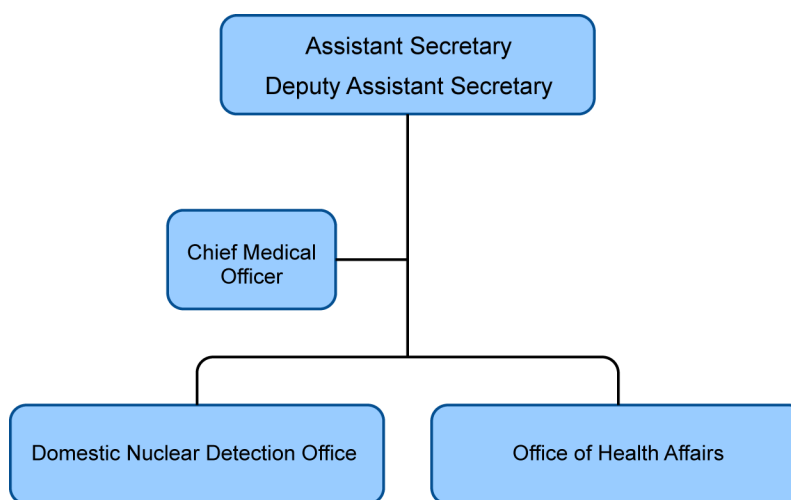 Assistant Secretary
Deputy Assistant Secretary
Chief Medical
Officer
Domestic Nuclear Detection Office
Office of Health Affairs